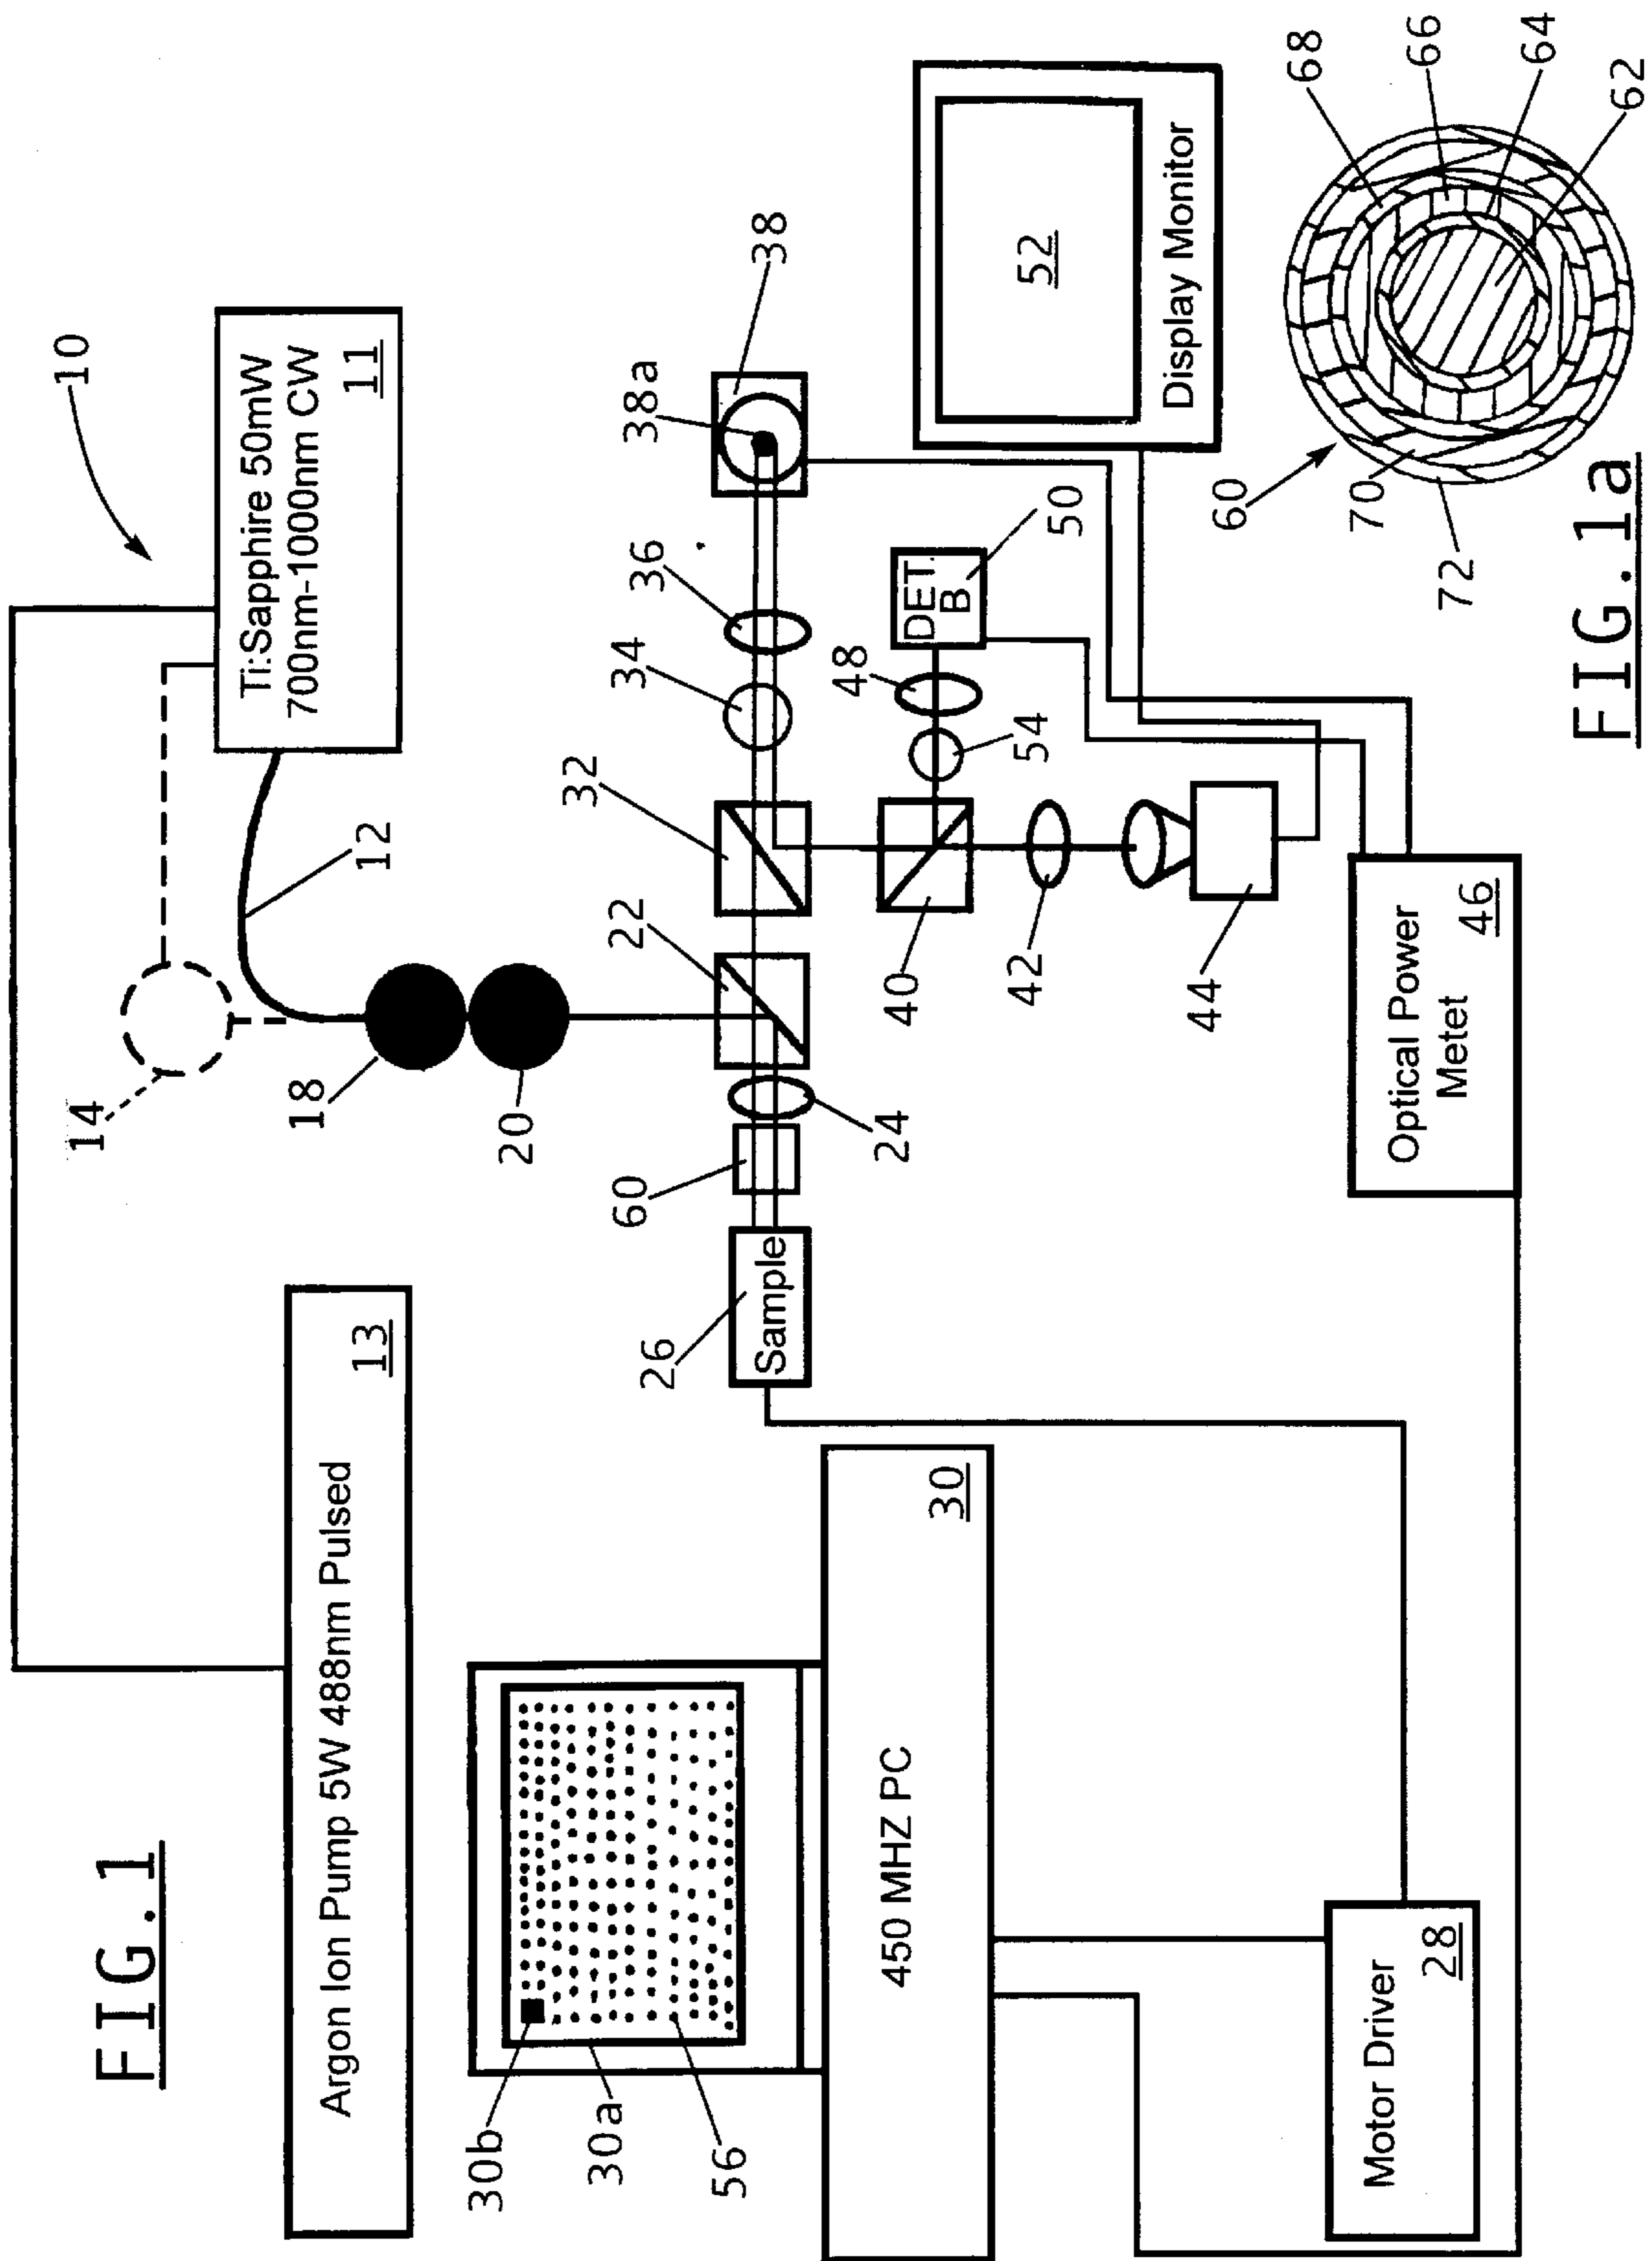 FIG.1
10
Argon Ion Pump 5W 488nm Pulsed
13
Ti:Sapphire 50mW
700nm-1000nm CW
11
14
12
18
20
30b
30a
56
450 MHZ PC
30
26
Sample
60
24
22
32
34
36
38a
38
40
42
44
48
54
DET.
B
50
52
Display Monitor
Motor Driver
28
Optical Power
Metet
46
60
70
72
68
66
64
62
FIG.1a